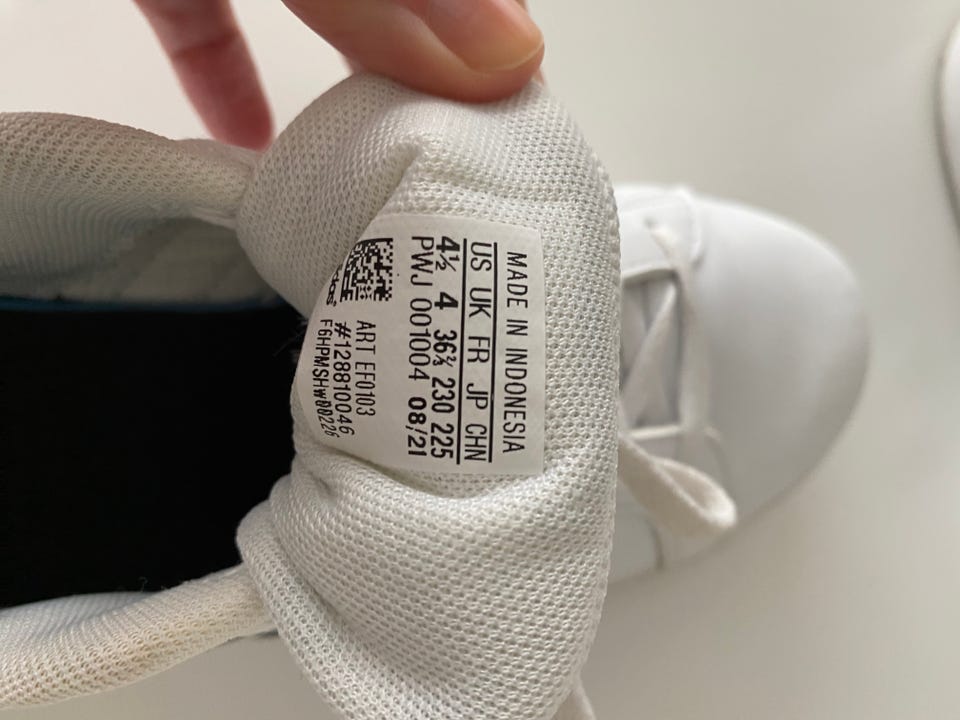 MADE IN INDONESIA
US UK FR JP CHN
4½ 4 36⅔ 230 225
PWJ 001004 08/21
ART EF0103
#128810046